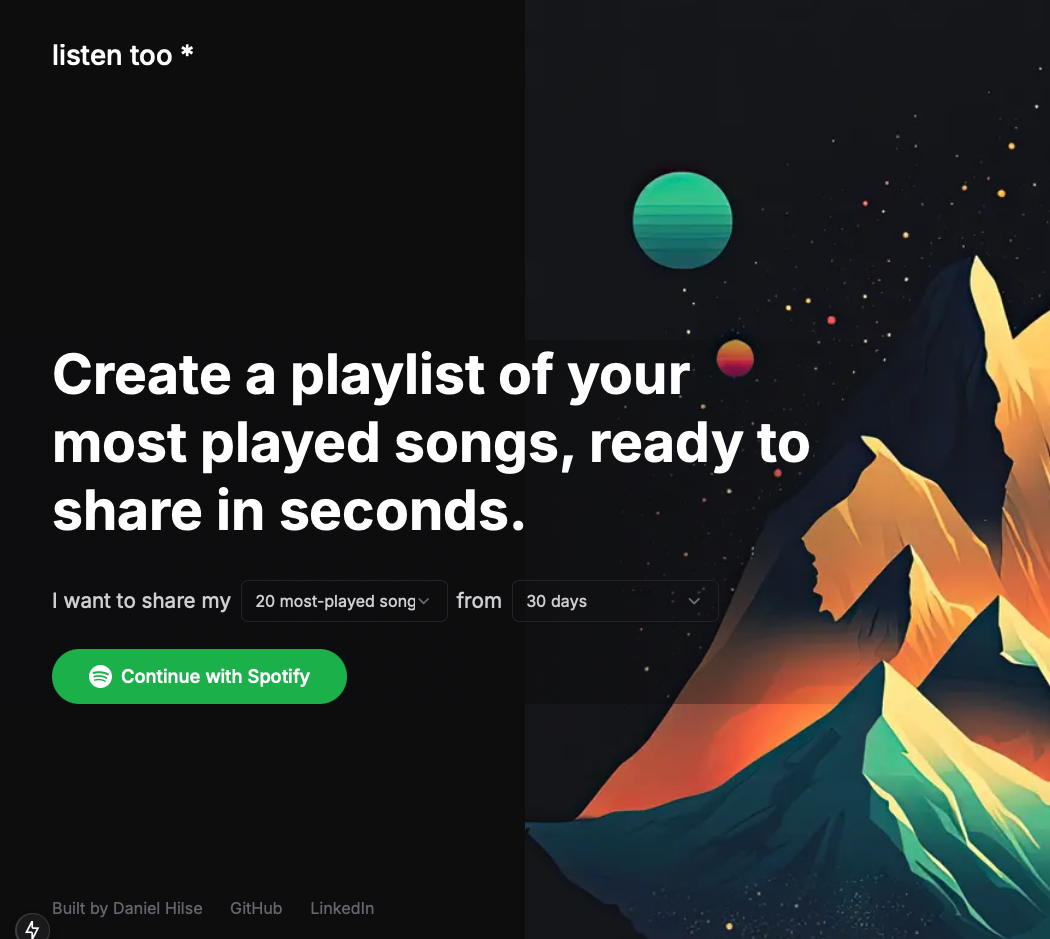 listen too *
Create a playlist of your
most played songs, ready to
share in seconds.
I want to share my 20 most-played song from 30 days
Continue with Spotify
Built by Daniel Hilse GitHub LinkedIn